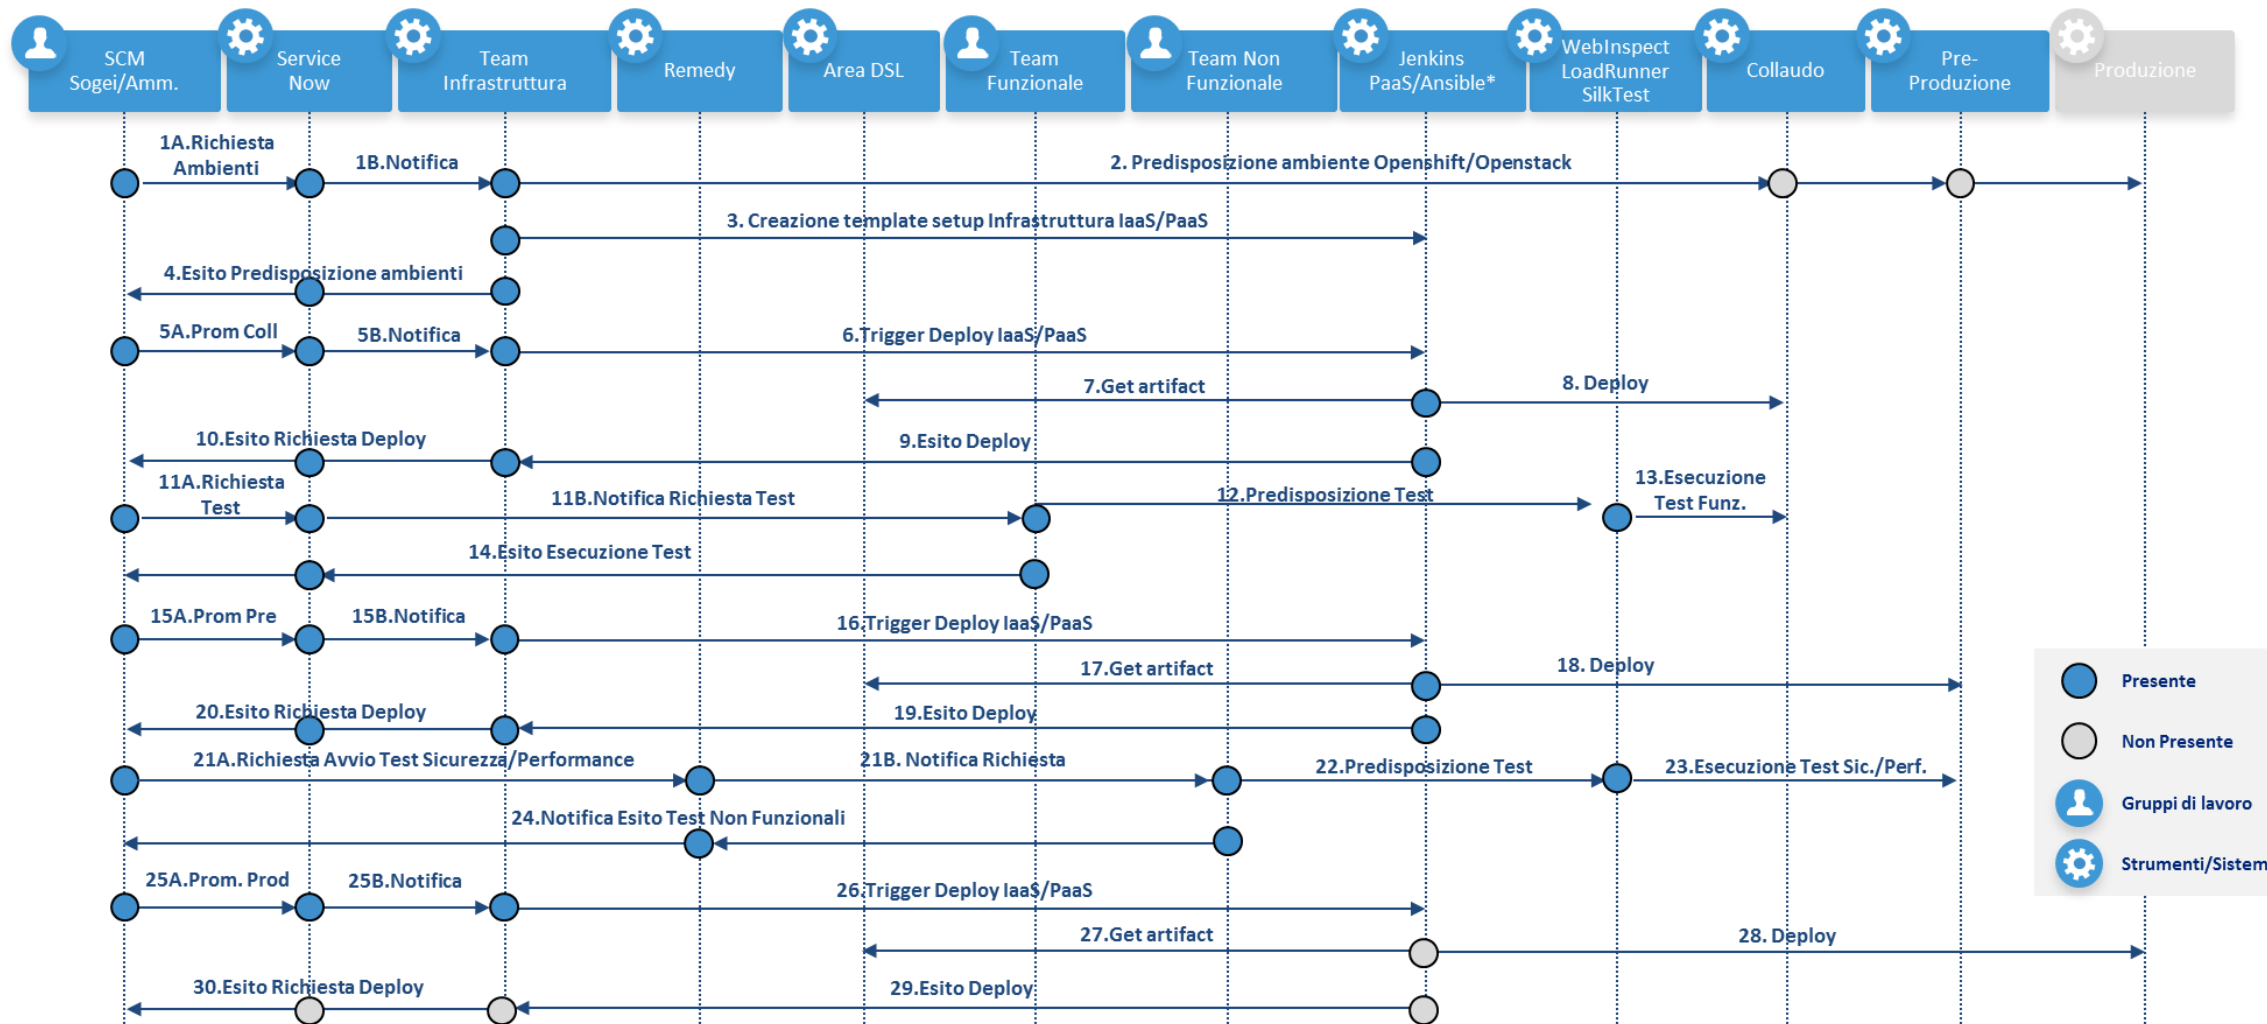 SCM
Sogei/Amm.
Service
Now
Team
Infrastruttura
Remedy
Area DSL
Team
Funzionale
Team Non
Funzionale
Jenkins
PaaS/Ansible*
WebInspect
LoadRunner
SilkTest
Collaudo
Pre-
Produzione
Produzione
1A.Richiesta
Ambienti
1B.Notifica
2. Predisposizione ambiente Openshift/Openstack
3. Creazione template setup Infrastruttura IaaS/PaaS
4.Esito Predisposizione ambienti
5A.Prom Coll
5B.Notifica
6.Trigger Deploy IaaS/PaaS
7.Get artifact
8. Deploy
10.Esito Richiesta Deploy
9.Esito Deploy
11A.Richiesta
Test
11B.Notifica Richiesta Test
12.Predisposizione Test
13.Esecuzione
Test Funz.
14.Esito Esecuzione Test
15A.Prom Pre
15B.Notifica
16.Trigger Deploy IaaS/PaaS
17.Get artifact
18. Deploy
20.Esito Richiesta Deploy
19.Esito Deploy
21A.Richiesta Avvio Test Sicurezza/Performance
21B. Notifica Richiesta
22.Predisposizione Test
23.Esecuzione Test Sic./Perf.
24.Notifica Esito Test Non Funzionali
25A.Prom. Prod
25B.Notifica
26.Trigger Deploy IaaS/PaaS
27.Get artifact
28. Deploy
30.Esito Richiesta Deploy
29.Esito Deploy
Presente
Non Presente
Gruppi di lavoro
Strumenti/Sistem